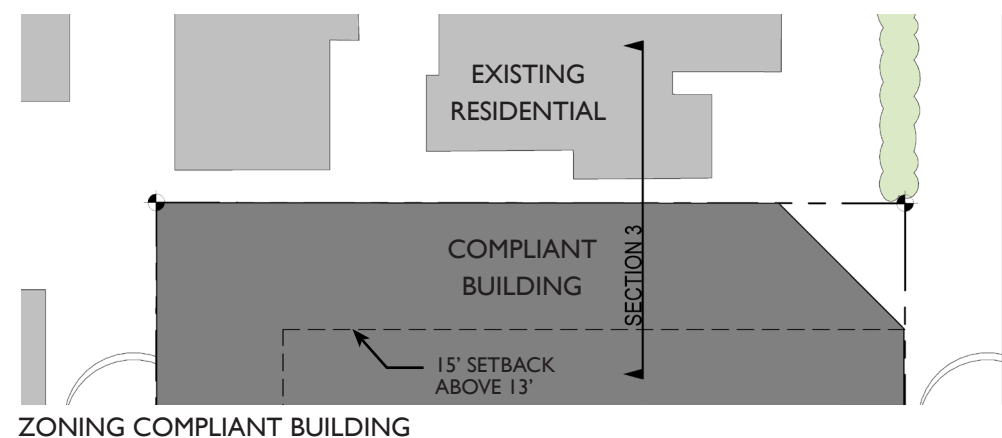 EXISTING
RESIDENTIAL
COMPLIANT
BUILDING
SECTION 3
15’ SETBACK
ABOVE 13’
ZONING COMPLIANT BUILDING